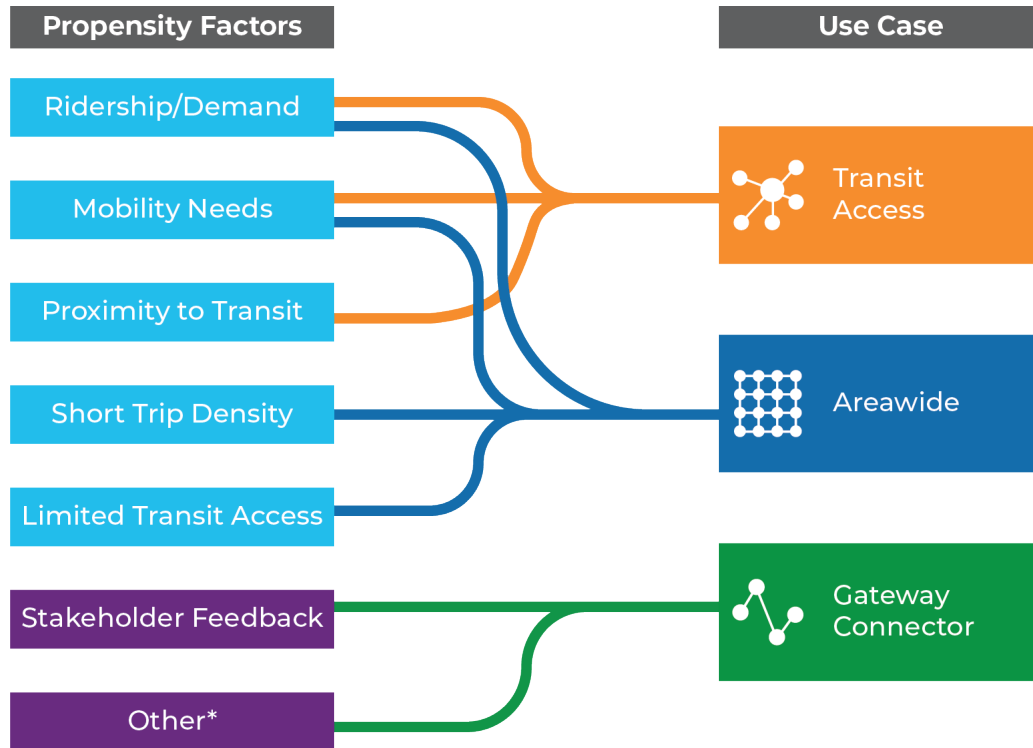 Propensity Factors
Use Case
Ridership/Demand
Mobility Needs
Proximity to Transit
Short Trip Density
Limited Transit Access
Stakeholder Feedback
Other*
Transit
Access
Areawide
Gateway
Connector